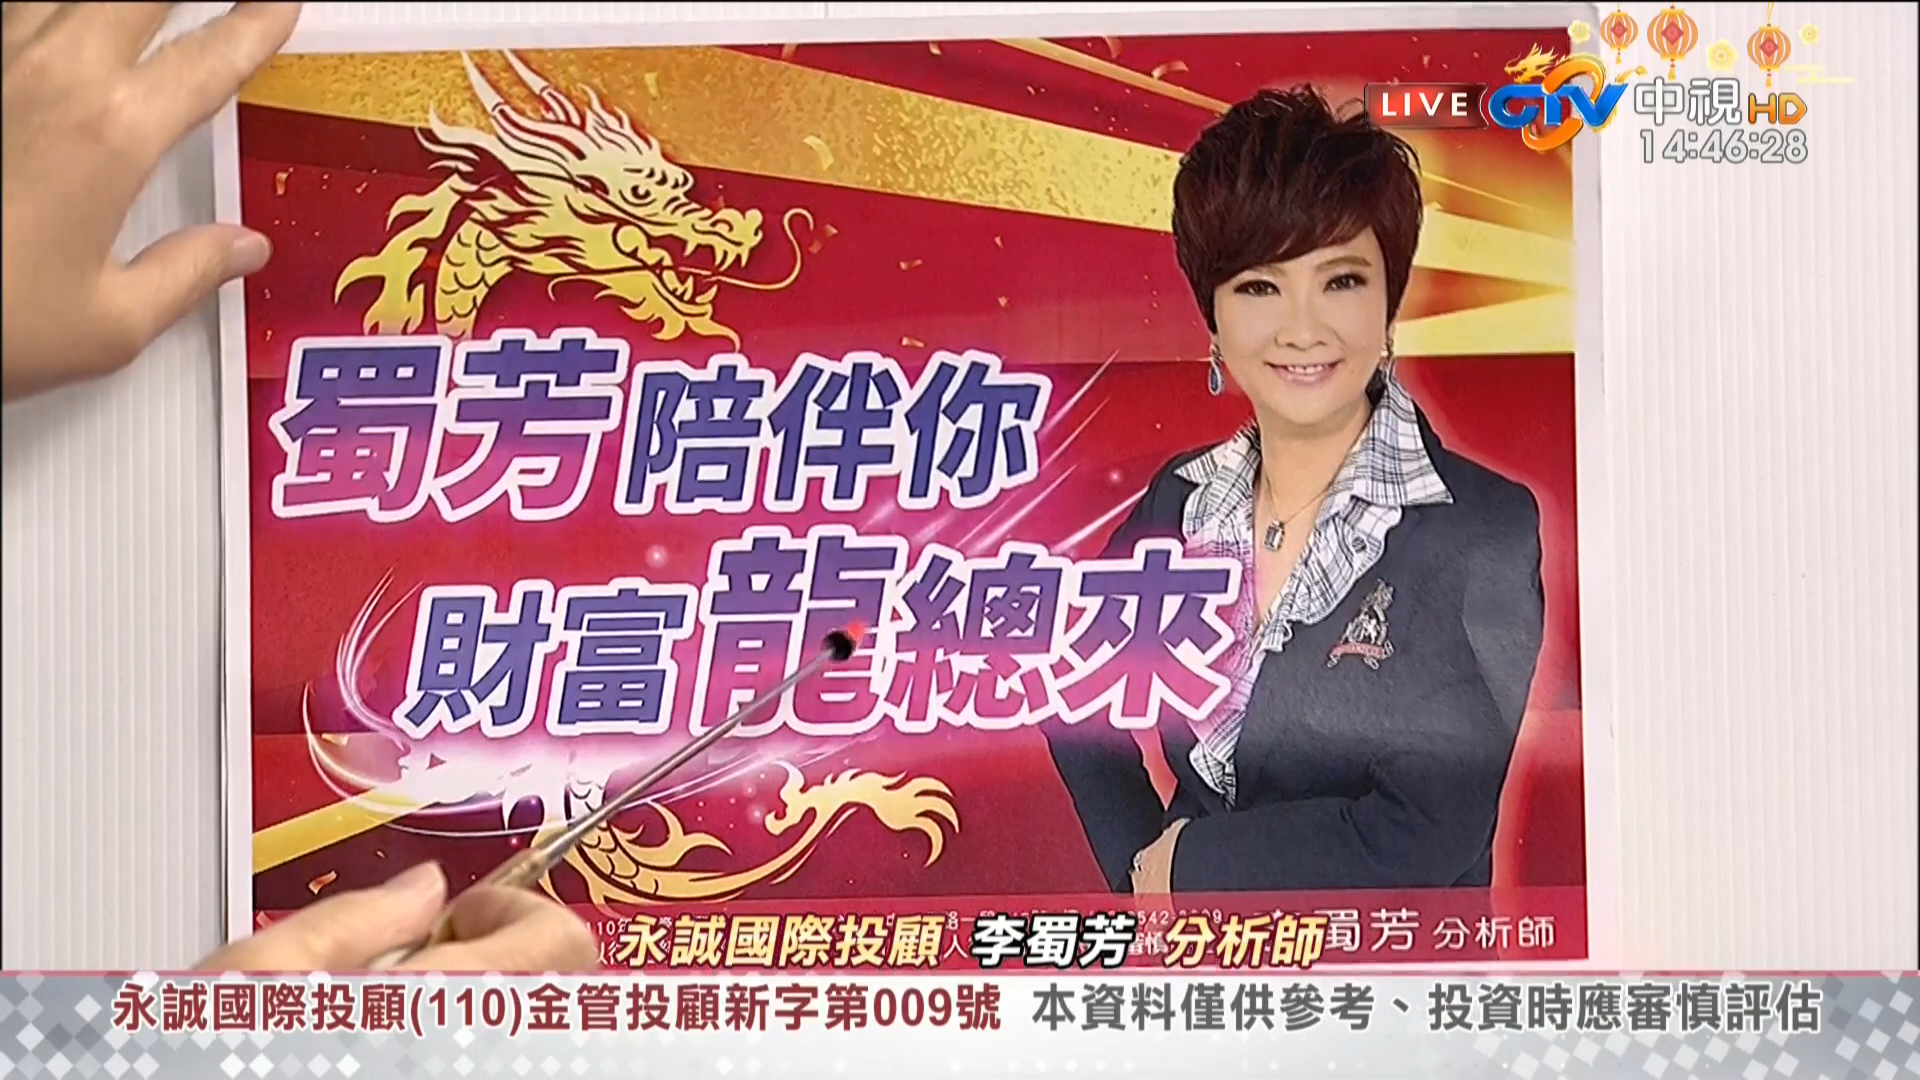 LIVE CTV 中視HD
14:46:28
蜀芳陪伴你
財富龍總來
蜀芳 分析師
永誠國際投顧 李蜀芳 分析師
永誠國際投顧(110)金管投顧新字第009號 本資料僅供參考、投資時應審慎評估